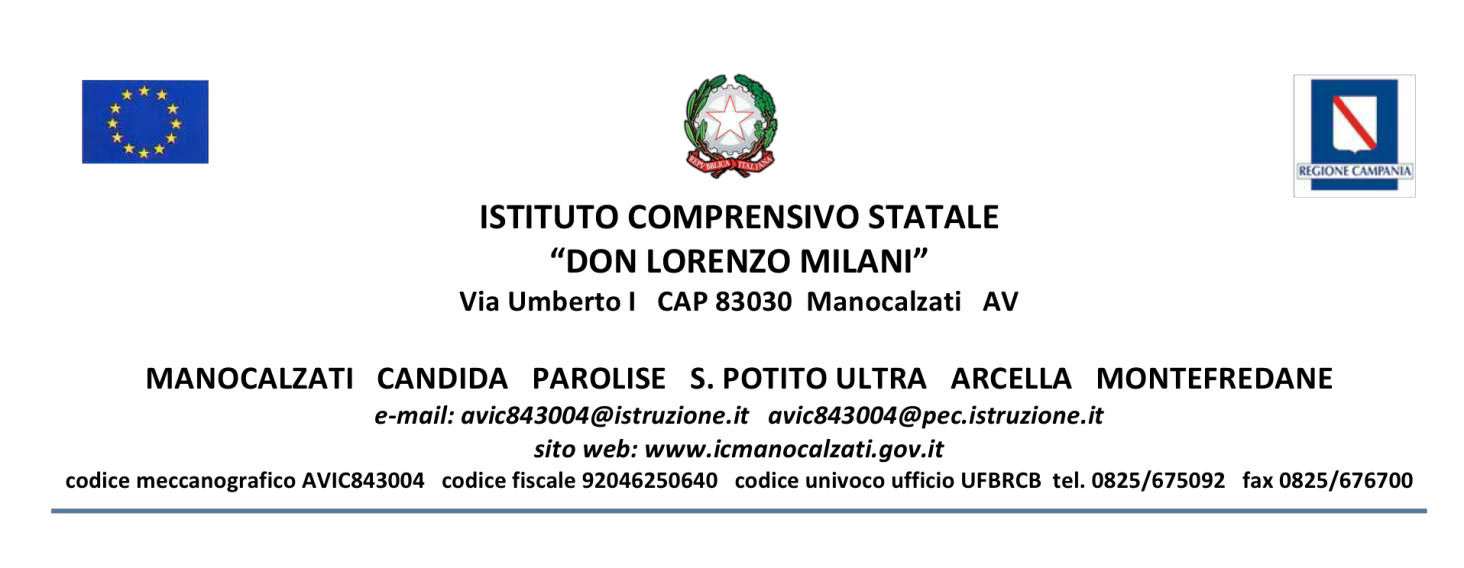 REPVBBLICA ITALIANA
REGIONE CAMPANIA
ISTITUTO COMPRENSIVO STATALE
“DON LORENZO MILANI”
Via Umberto I CAP 83030 Manocalzati AV
MANOCALZATI CANDIDA PAROLISE S. POTITO ULTRA ARCELLA MONTEFREDANE
e-mail: avic843004@istruzione.it avic843004@pec.istruzione.it
sito web: www.icmanocalzati.gov.it
codice meccanografico AVIC843004 codice fiscale 92046250640 codice univoco ufficio UFBRCB tel. 0825/675092 fax 0825/676700